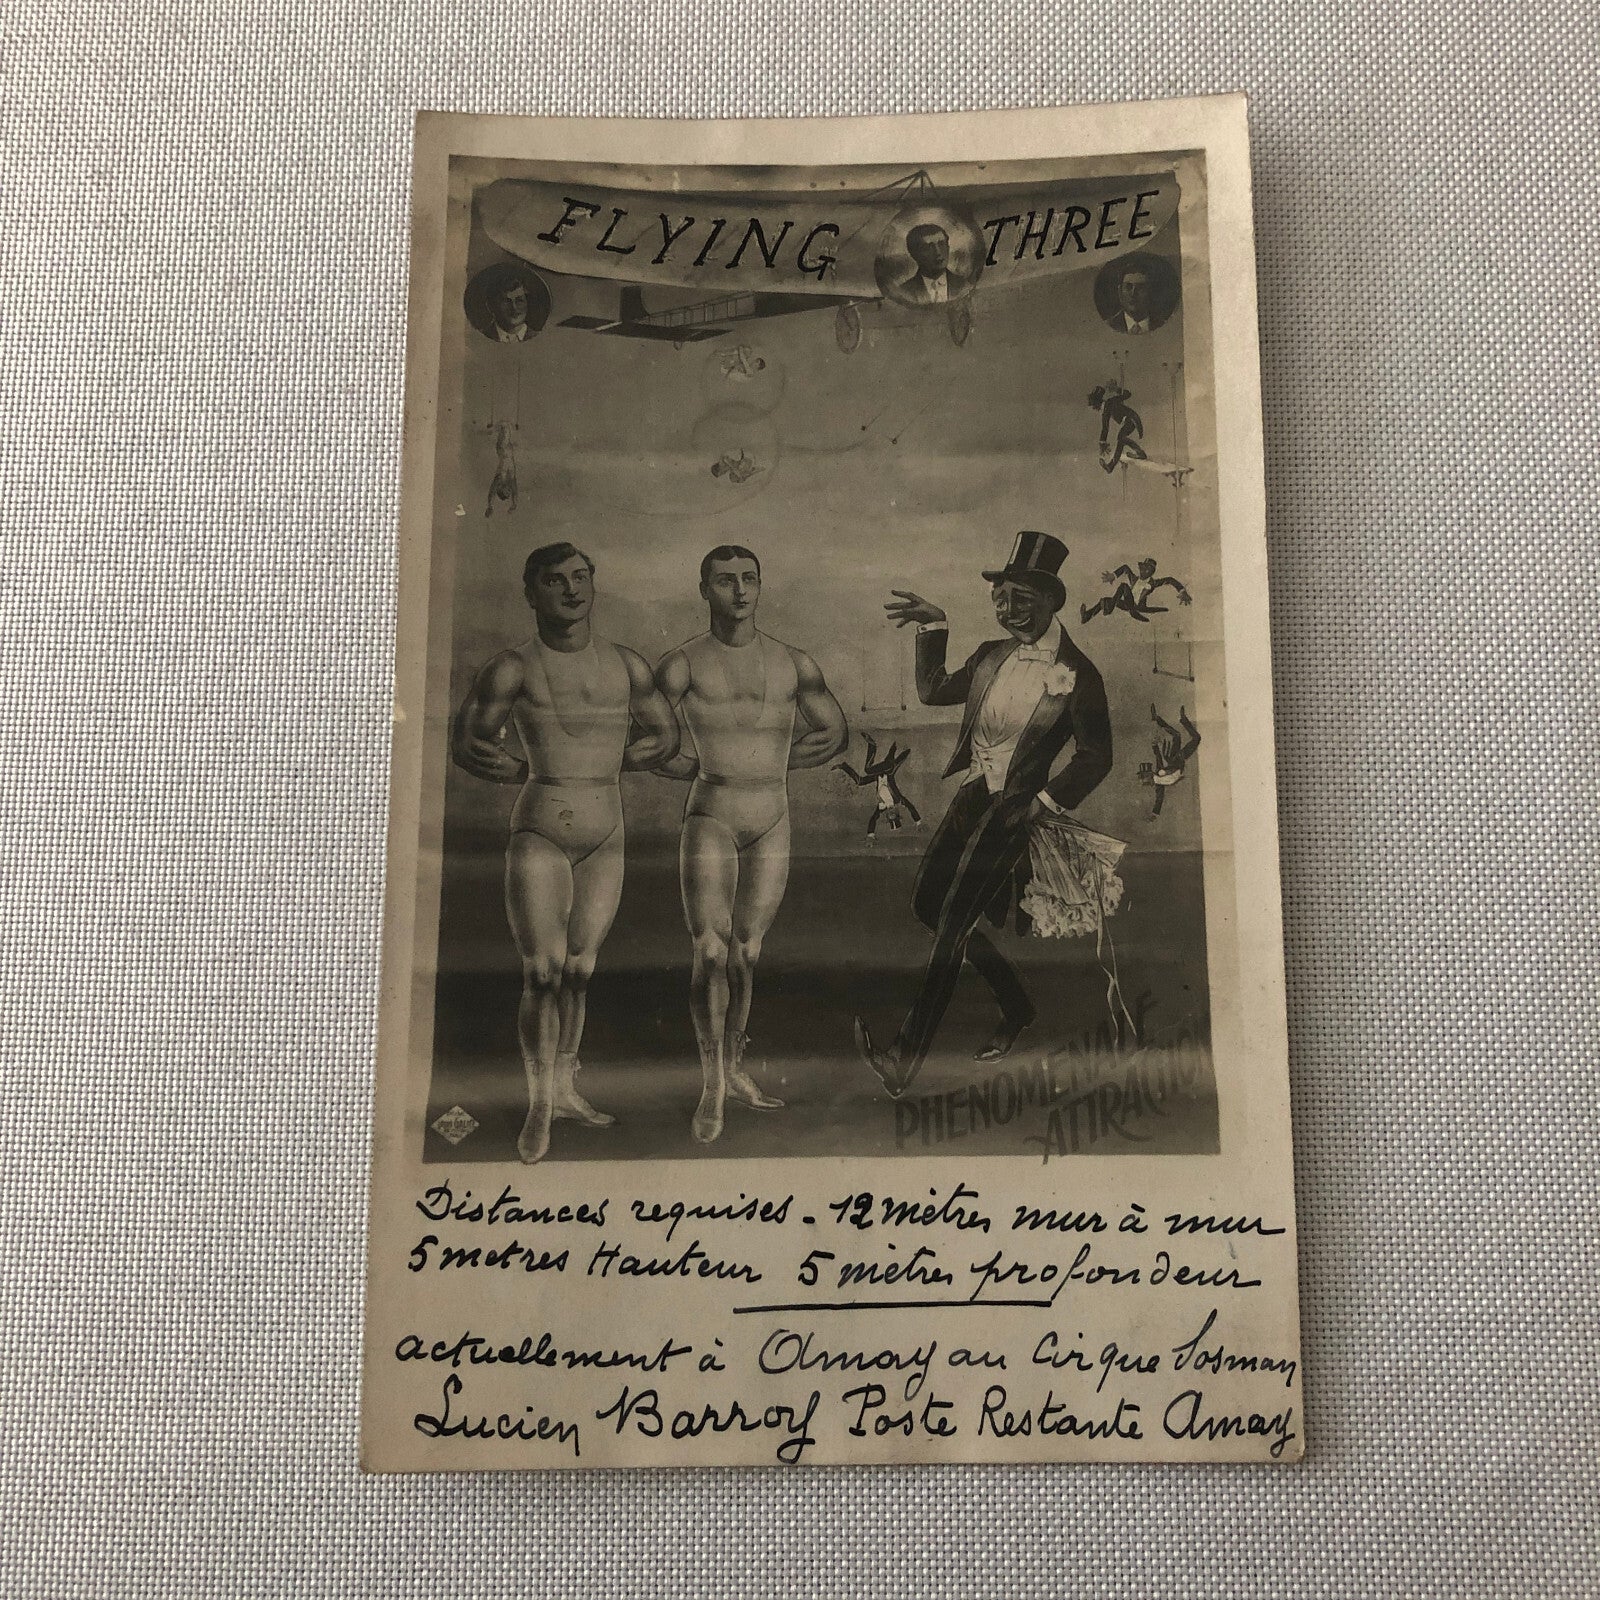 FLYING THREE
PHENOMENALE
ATTRACTION
Distances requises - 12 mètres mur à mur
5 metres Hauteur 5 mètres profondeur
actuellement à Amay au Cirque Sosman
Lucien Barroy Poste Restante Amay